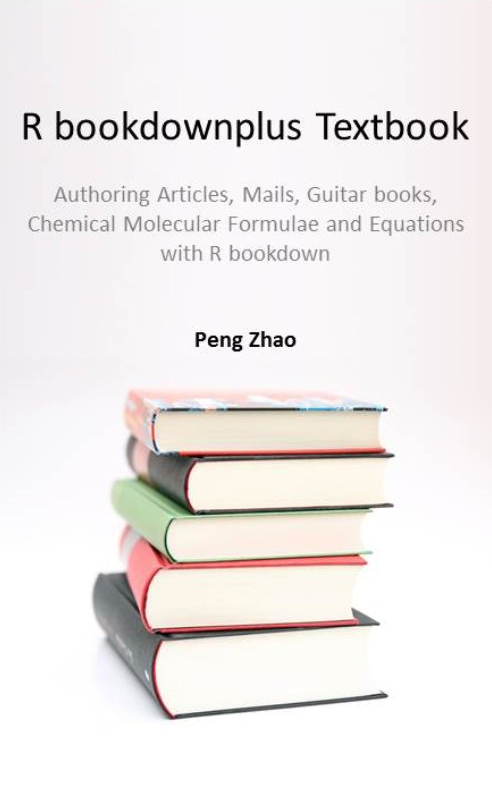 R bookdownplus Textbook
Authoring Articles, Mails, Guitar books,
Chemical Molecular Formulae and Equations
with R bookdown
Peng Zhao